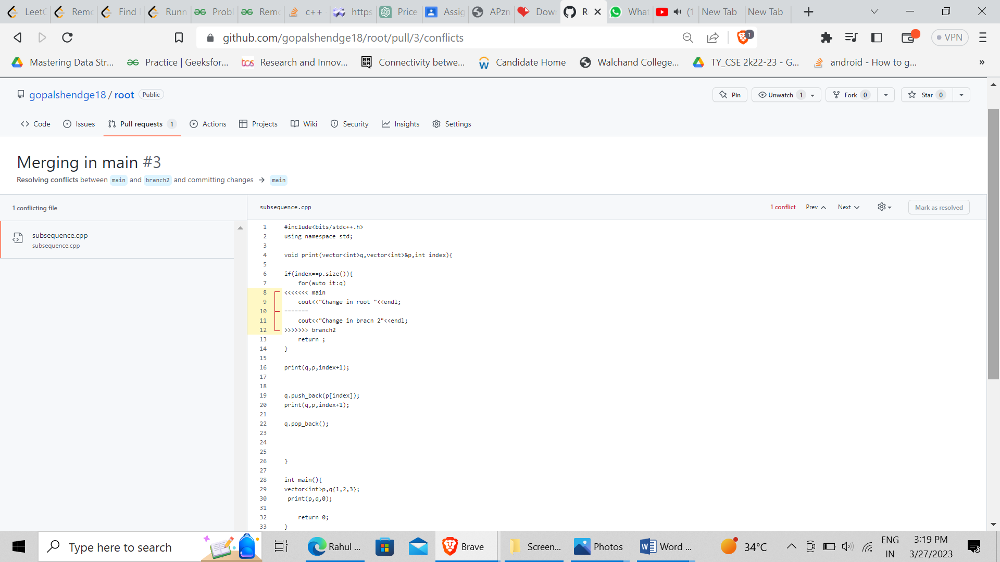 LeetC
Remo
Find
Runn
Probl
Remo
c++
https
Price
Assig
APzn
Down
R
What
(1
New Tab
New Tab
github.com/gopalshendge18/root/pull/3/conflicts
1
VPN
Mastering Data Str...
Practice | Geeksfor...
tcs
Research and Innov...
Connectivity betwe...
Candidate Home
Walchand College...
TY_CSE 2k22-23 - G...
android - How to g...
»
gopalshendge18 / root Public
Pin
Unwatch 1
Fork 0
Star 0
Code
Issues
Pull requests 1
Actions
Projects
Wiki
Security
Insights
Settings
Merging in main #3
Resolving conflicts between main and branch2 and committing changes → main
1 conflicting file
subsequence.cpp
subsequence.cpp
subsequence.cpp
1 conflict Prev Next
Mark as resolved
1 #include<bits/stdc++.h>
2 using namespace std;
3
4 void print(vector<int>q,vector<int>&p,int index){
5
6 if(index==p.size()){
7 for(auto it:q)
8 <<<<<<< main
9 cout<<"Change in root "<<endl;
10 =======
11 cout<<"Change in bracn 2"<<endl;
12 >>>>>>> branch2
13 return ;
14 }
15
16 print(q,p,index+1);
17
18
19 q.push_back(p[index]);
20 print(q,p,index+1);
21
22 q.pop_back();
23
24
25
26 }
27
28 int main(){
29 vector<int>p,q{1,2,3};
30 print(p,q,0);
31
32 return 0;
33 }
Type here to search
Rahul ...
Brave
Screen...
Photos
Word ...
34°C
ENG
IN
3:19 PM
3/27/2023